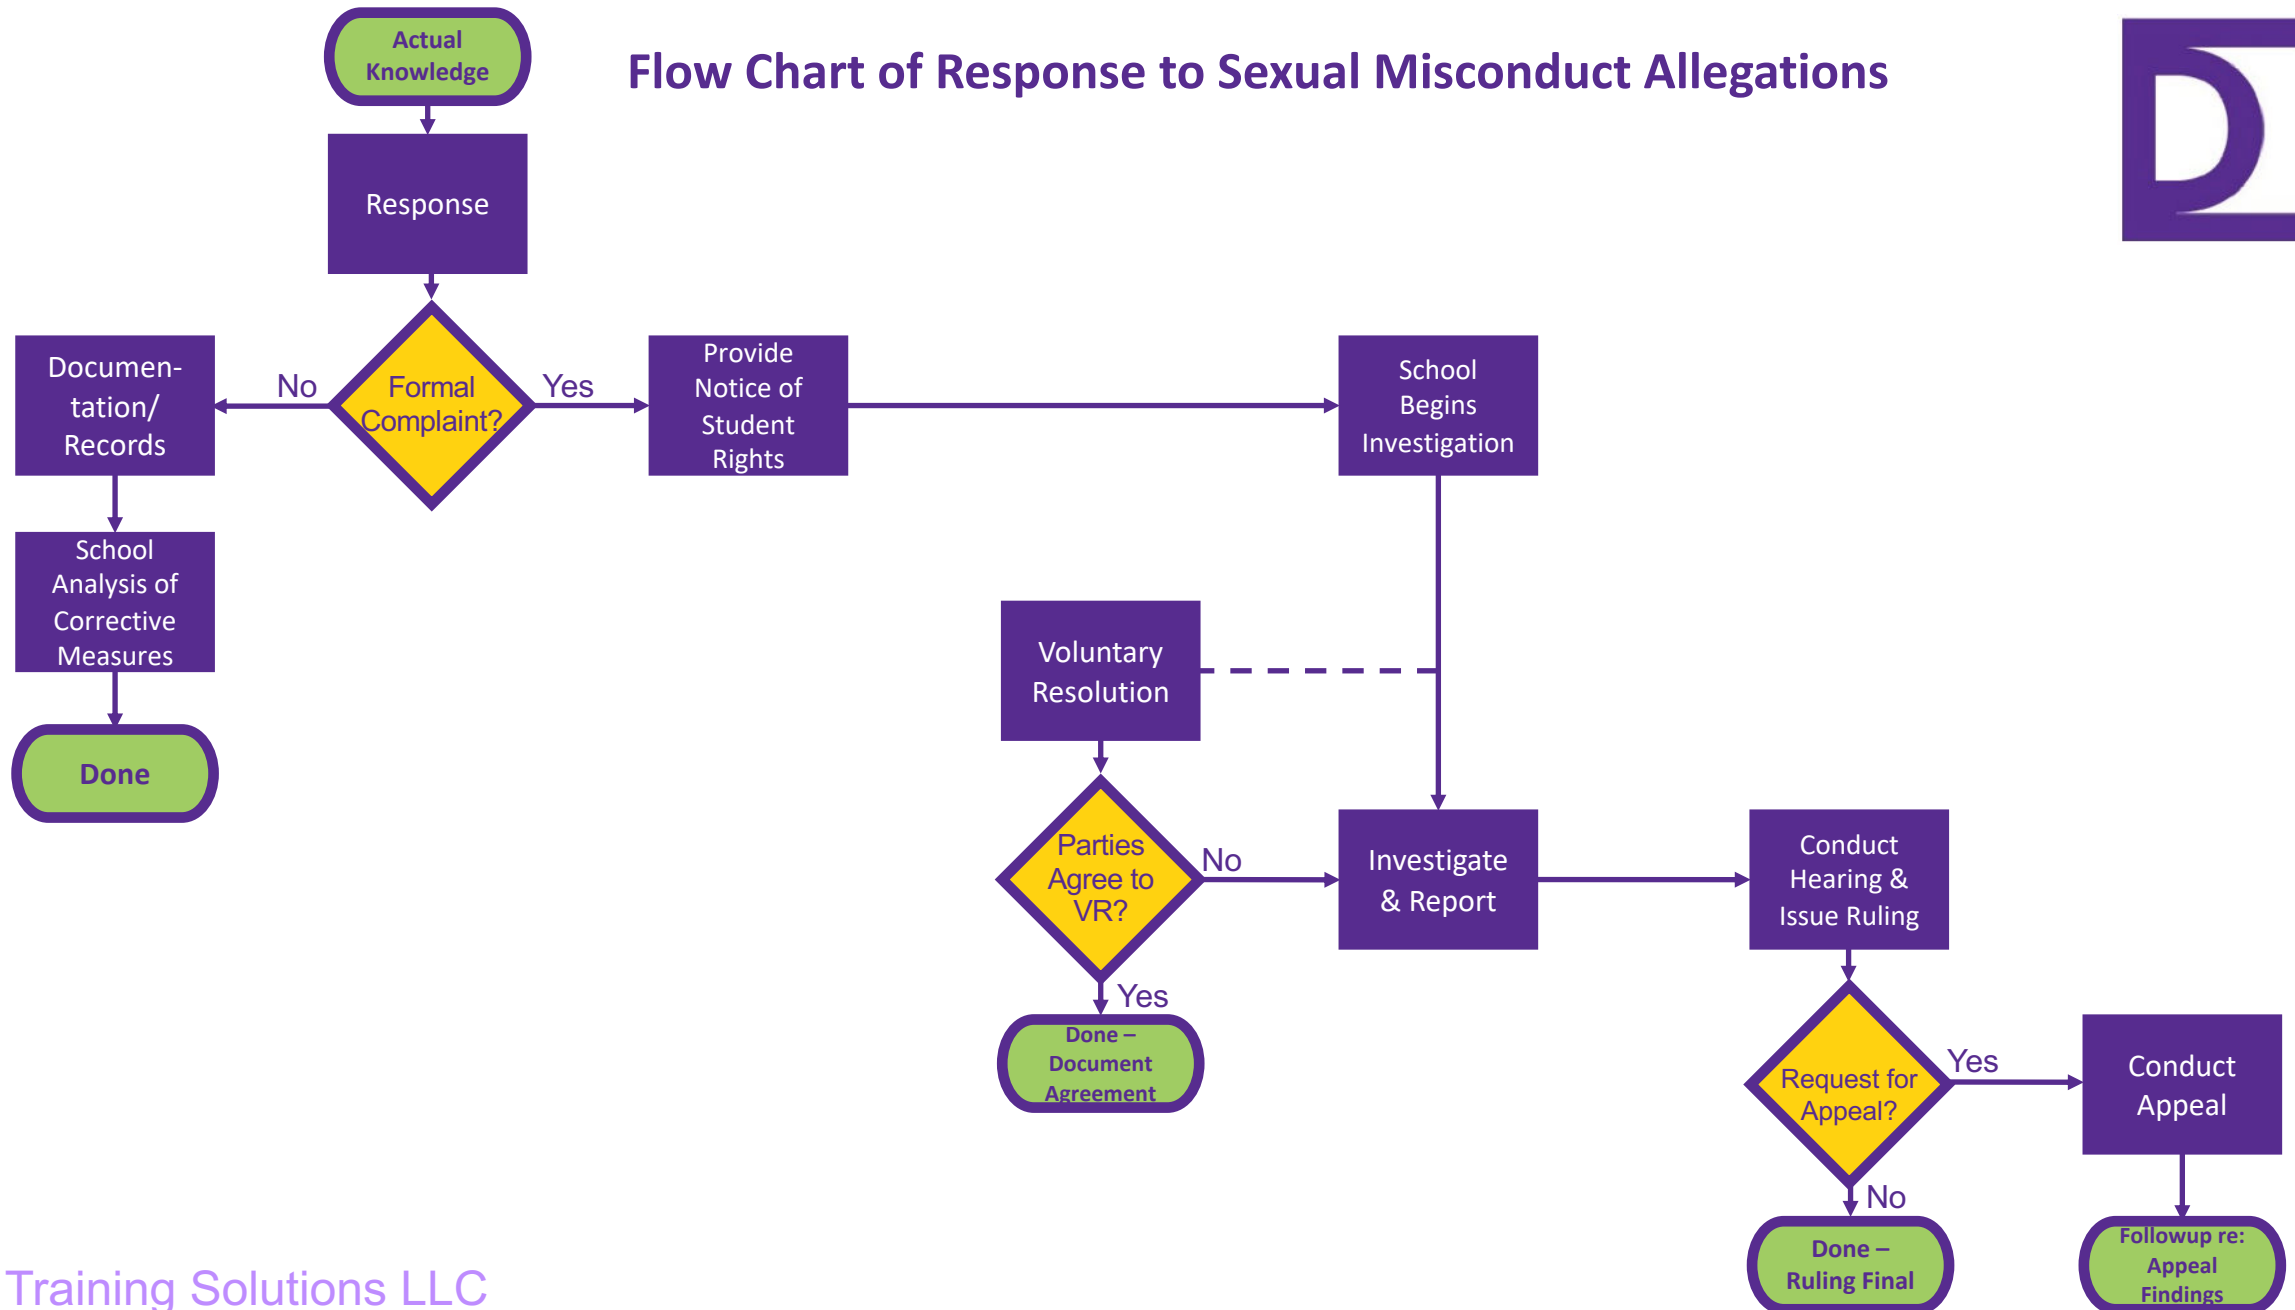 Actual
Knowledge
Flow Chart of Response to Sexual Misconduct Allegations
D
Response
Documen-
tation/
Records
No
Formal
Complaint?
Yes
Provide
Notice of
Student
Rights
School
Begins
Investigation
School
Analysis of
Corrective
Measures
Done
Voluntary
Resolution
Parties
Agree to
VR?
No
Investigate
& Report
Conduct
Hearing &
Issue Ruling
Yes
Done –
Document
Agreement
Request for
Appeal?
Yes
Conduct
Appeal
No
Done –
Ruling Final
Followup re:
Appeal
Findings
Training Solutions LLC